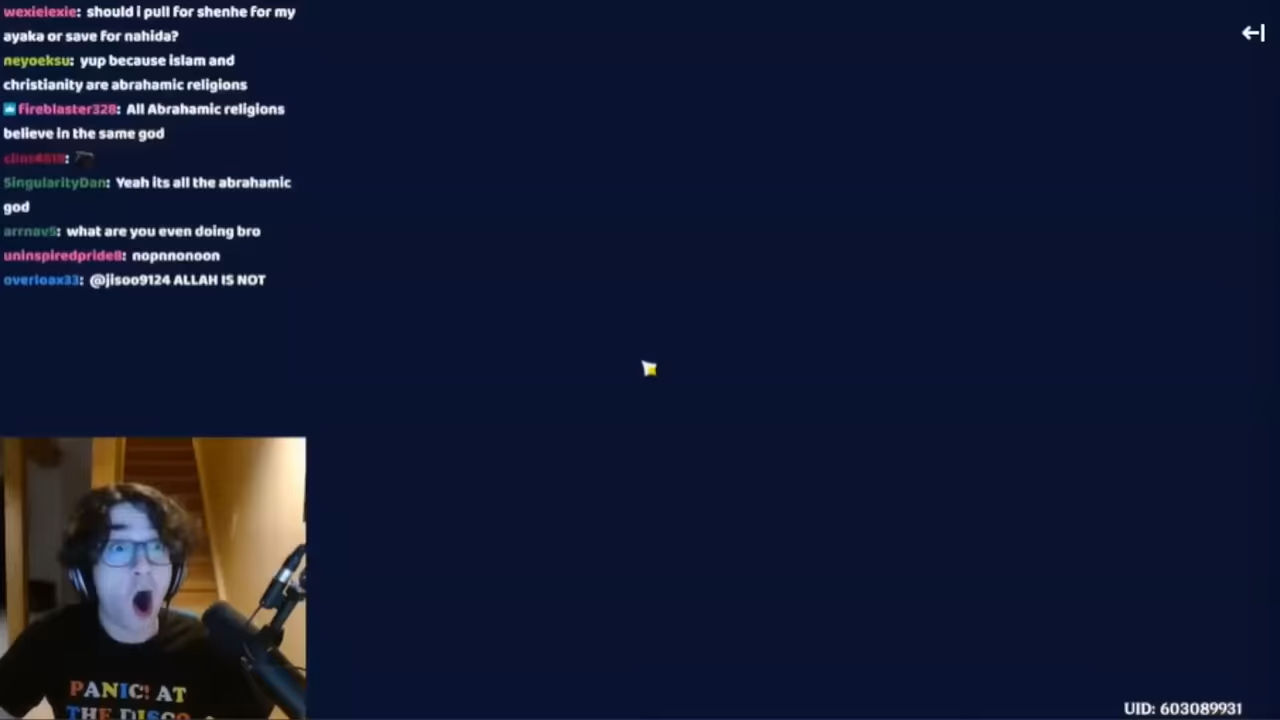 wexielexie: should i pull for shenhe for my
ayaka or save for nahida?
neyoeksu: yup because islam and
christianity are abrahamic religions
fireblaster328: All Abrahamic religions
believe in the same god
SingularityDan: Yeah its all the abrahamic
god
arrnav5: what are you even doing bro
uninspiredpride8: nopnnonoon
overloax33: @jisoo9124 ALLAH IS NOT
PANIC! AT
THE DISCO
UID: 603089931